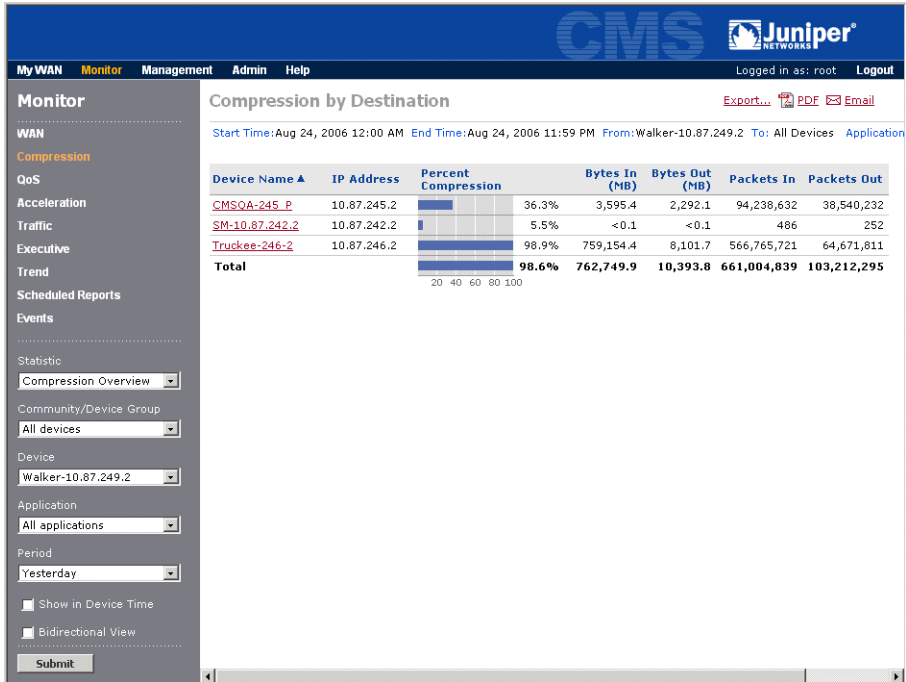 CMS
Juniper
NETWORKS
My WAN Monitor Management Admin Help Logged in as: root Logout
Monitor
WAN
Compression
QoS
Acceleration
Traffic
Executive
Trend
Scheduled Reports
Events
Statistic
Compression Overview
Community/Device Group
All devices
Device
Walker-10.87.249.2
Application
All applications
Period
Yesterday
Show in Device Time
Bidirectional View
Submit
Compression by Destination Export... PDF Email
Start Time:Aug 24, 2006 12:00 AM End Time:Aug 24, 2006 11:59 PM From:Walker-10.87.249.2 To: All Devices Application
Device Name IP Address Percent Compression Bytes In (MB) Bytes Out (MB) Packets In Packets Out
CMSQA-245_P 10.87.245.2 36.3% 3,595.4 2,292.1 94,238,632 38,540,232
SM-10.87.242.2 10.87.242.2 5.5% <0.1 <0.1 486 252
Truckee-246-2 10.87.246.2 98.9% 759,154.4 8,101.7 566,765,721 64,671,811
Total 98.6% 762,749.9 10,393.8 661,004,839 103,212,295
20 40 60 80 100